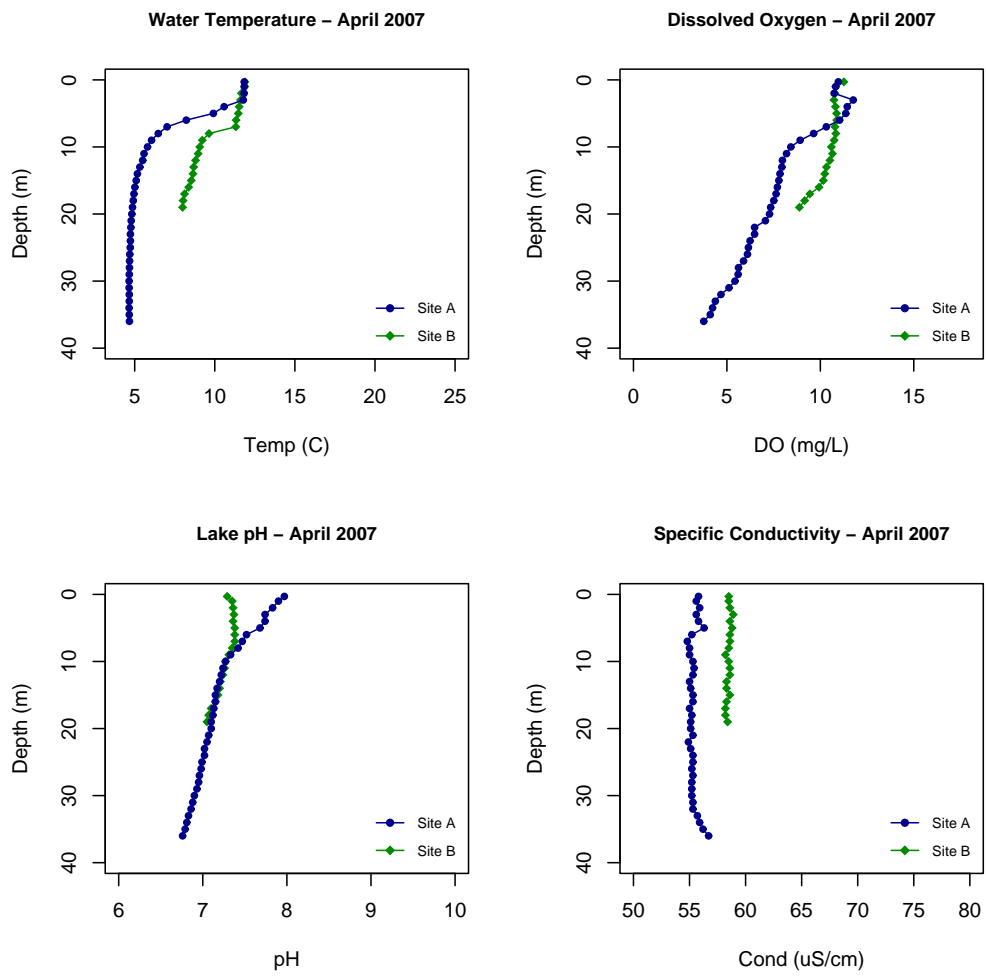 Water Temperature – April 2007
0
10
20
30
40
Depth (m)
5
10
15
20
25
Temp (C)
Site A
Site B
Dissolved Oxygen – April 2007
0
10
20
30
40
Depth (m)
0
5
10
15
DO (mg/L)
Site A
Site B
Lake pH – April 2007
0
10
20
30
40
Depth (m)
6
7
8
9
10
pH
Site A
Site B
Specific Conductivity – April 2007
0
10
20
30
40
Depth (m)
50
55
60
65
70
75
80
Cond (uS/cm)
Site A
Site B